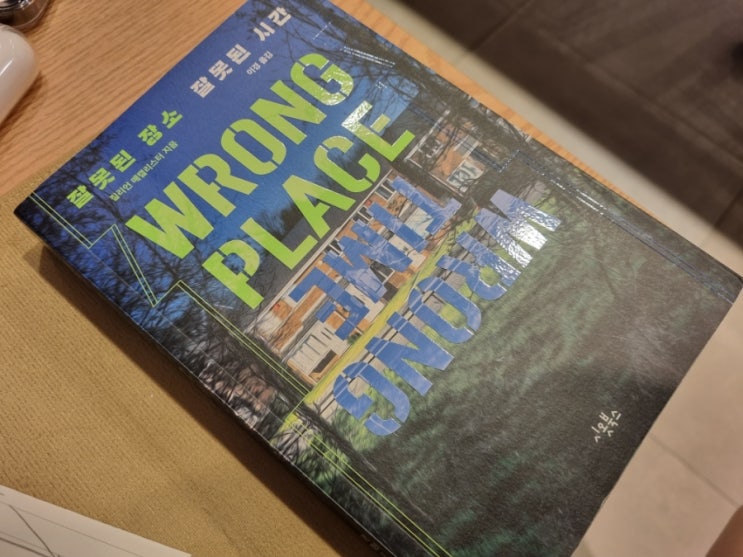 잘못된 장소 잘못된 시간
질리언 매캘리스터 지음
이경 옮김
WRONG
PLACE
WRONG
TIME
시옷북스